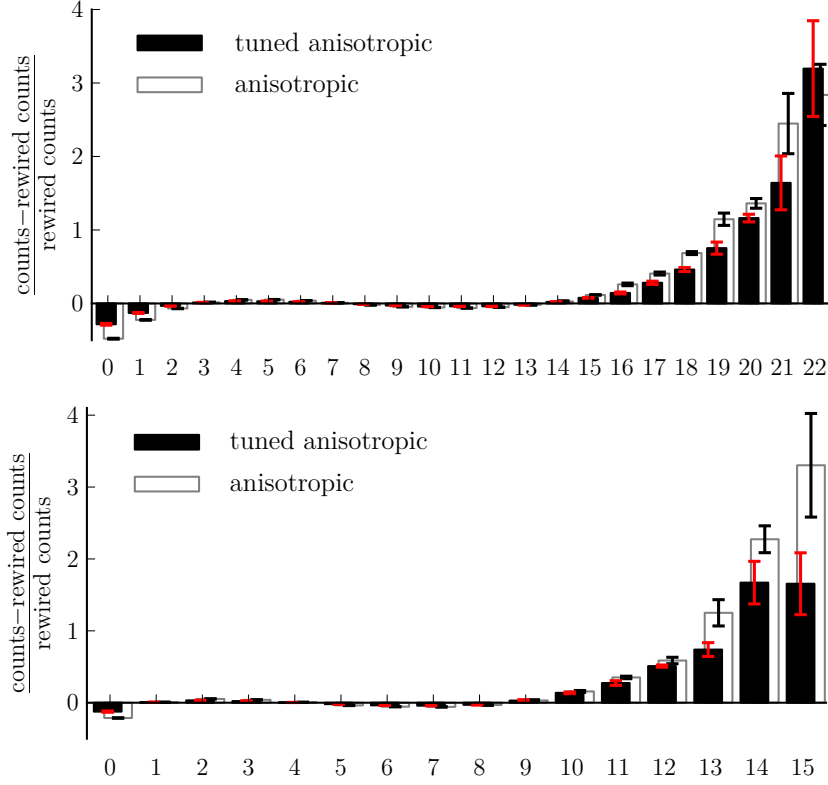 4
3
2
1
0
counts−rewired counts
rewired counts
tuned anisotropic
anisotropic
0 1 2 3 4 5 6 7 8 9 10 11 12 13 14 15 16 17 18 19 20 21 22
4
3
2
1
0
counts−rewired counts
rewired counts
tuned anisotropic
anisotropic
0 1 2 3 4 5 6 7 8 9 10 11 12 13 14 15